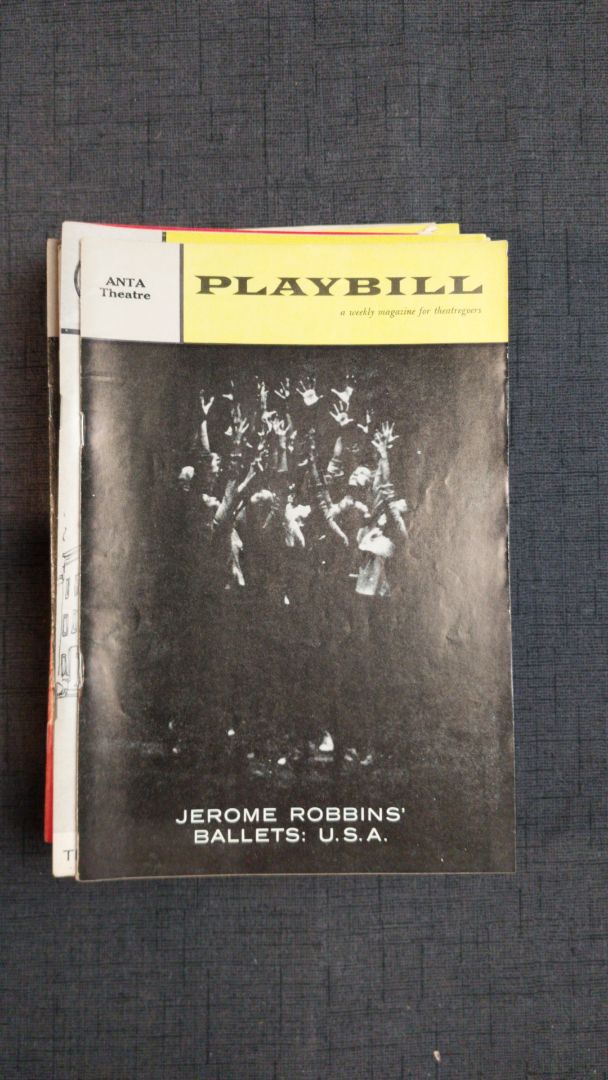 ANTA
Theatre
PLAYBILL
a weekly magazine for theatregoers
JEROME ROBBINS'
BALLETS: U.S.A.